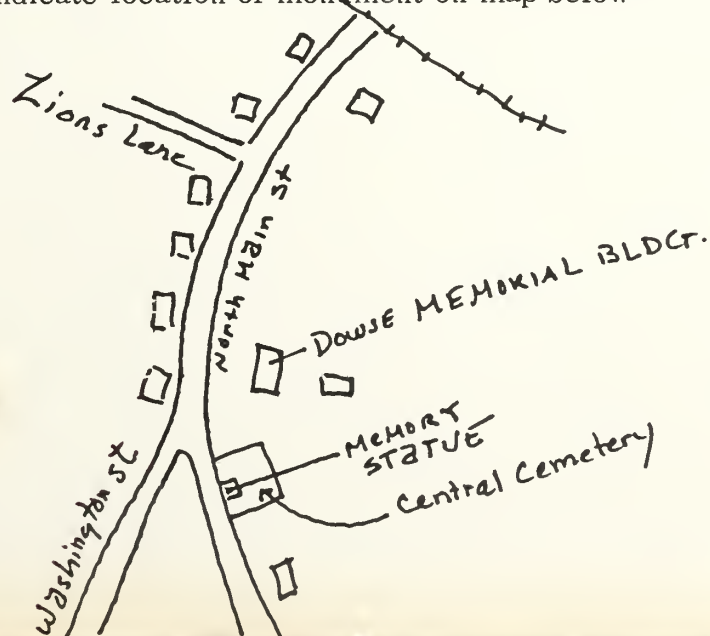 indicate location of monument on map below
Zions Lane
North Main St
DOWSE MEMORIAL BLDG.
MEMORY
STATUE
Central Cemetery
Washington St